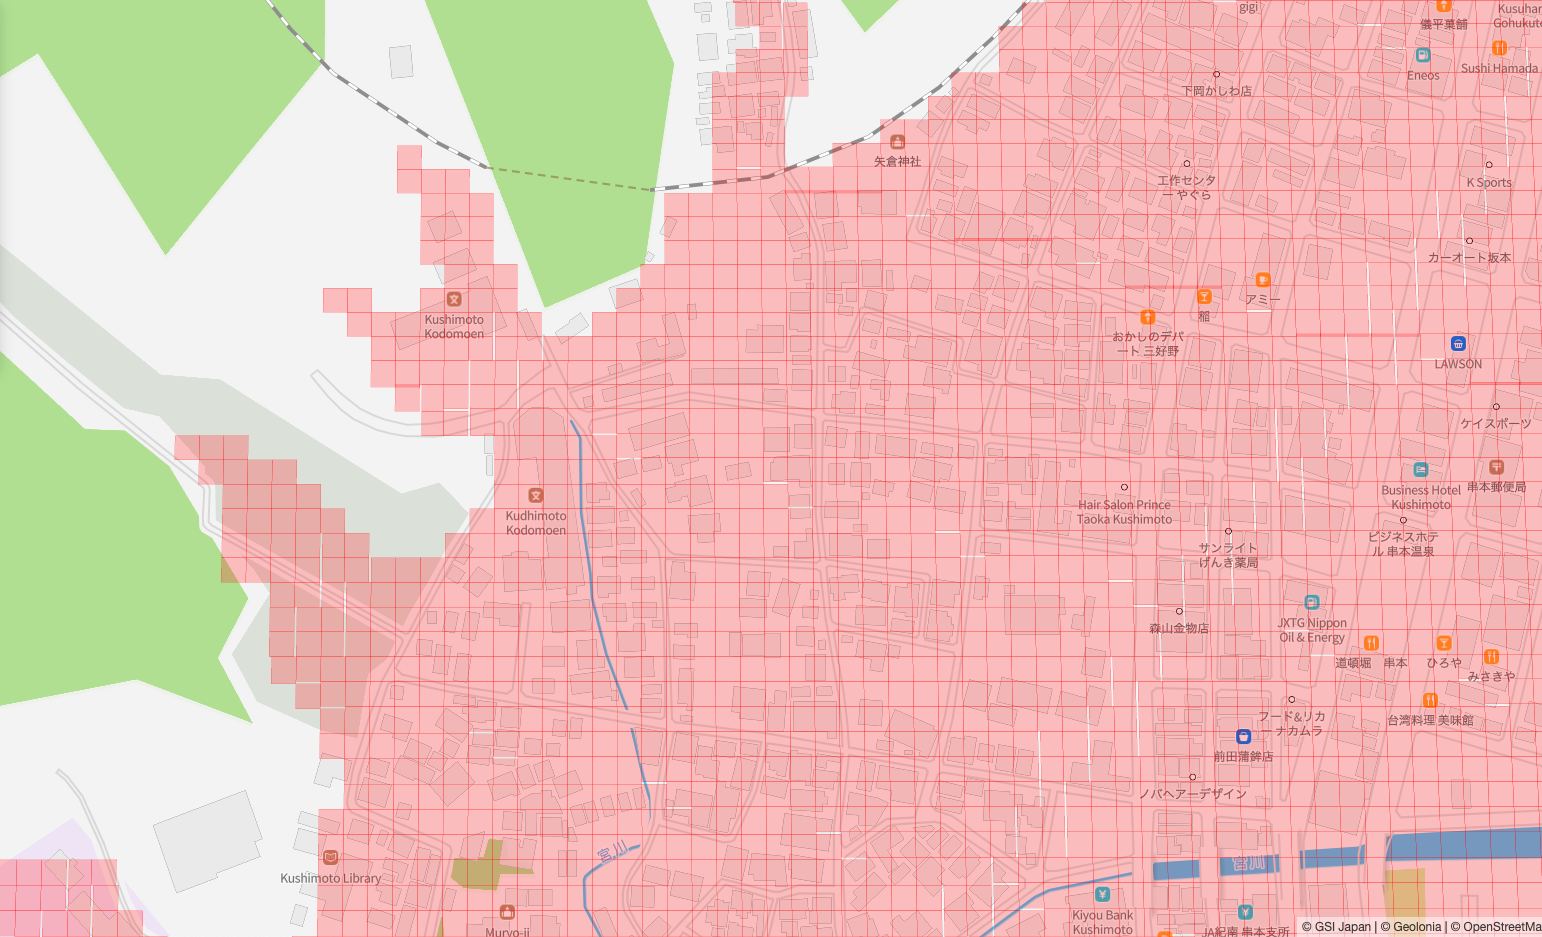 gigi
儀平菓舗
Kusuhar
Gohukute
Eneos
Sushi Hamada
下岡かしわ店
矢倉神社
工作センタ
ー やぐら
K Sports
カーオート坂本
アミー
稲
おかしのデパ
ート 三好野
Kushimoto
Kodomoen
LAWSON
ケイスポーツ
Business Hotel
Kushimoto
串本郵便局
Hair Salon Prince
Taoka Kushimoto
Kudhimoto
Kodomoen
ビジネスホテ
ル 串本温泉
サンライト
げんき薬局
JXTG Nippon
Oil & Energy
森山金物店
道頓堀 串本
ひろや
みさきや
フード&リカ
ー ナカムラ
台湾料理 美味館
前田蒲鉾店
ノバヘアーデザイン
宮川
宮川
Kushimoto Library
Muryo-ji
Kiyou Bank
Kushimoto
JA紀南 串本支所
© GSI Japan | © Geolonia | © OpenStreetMa